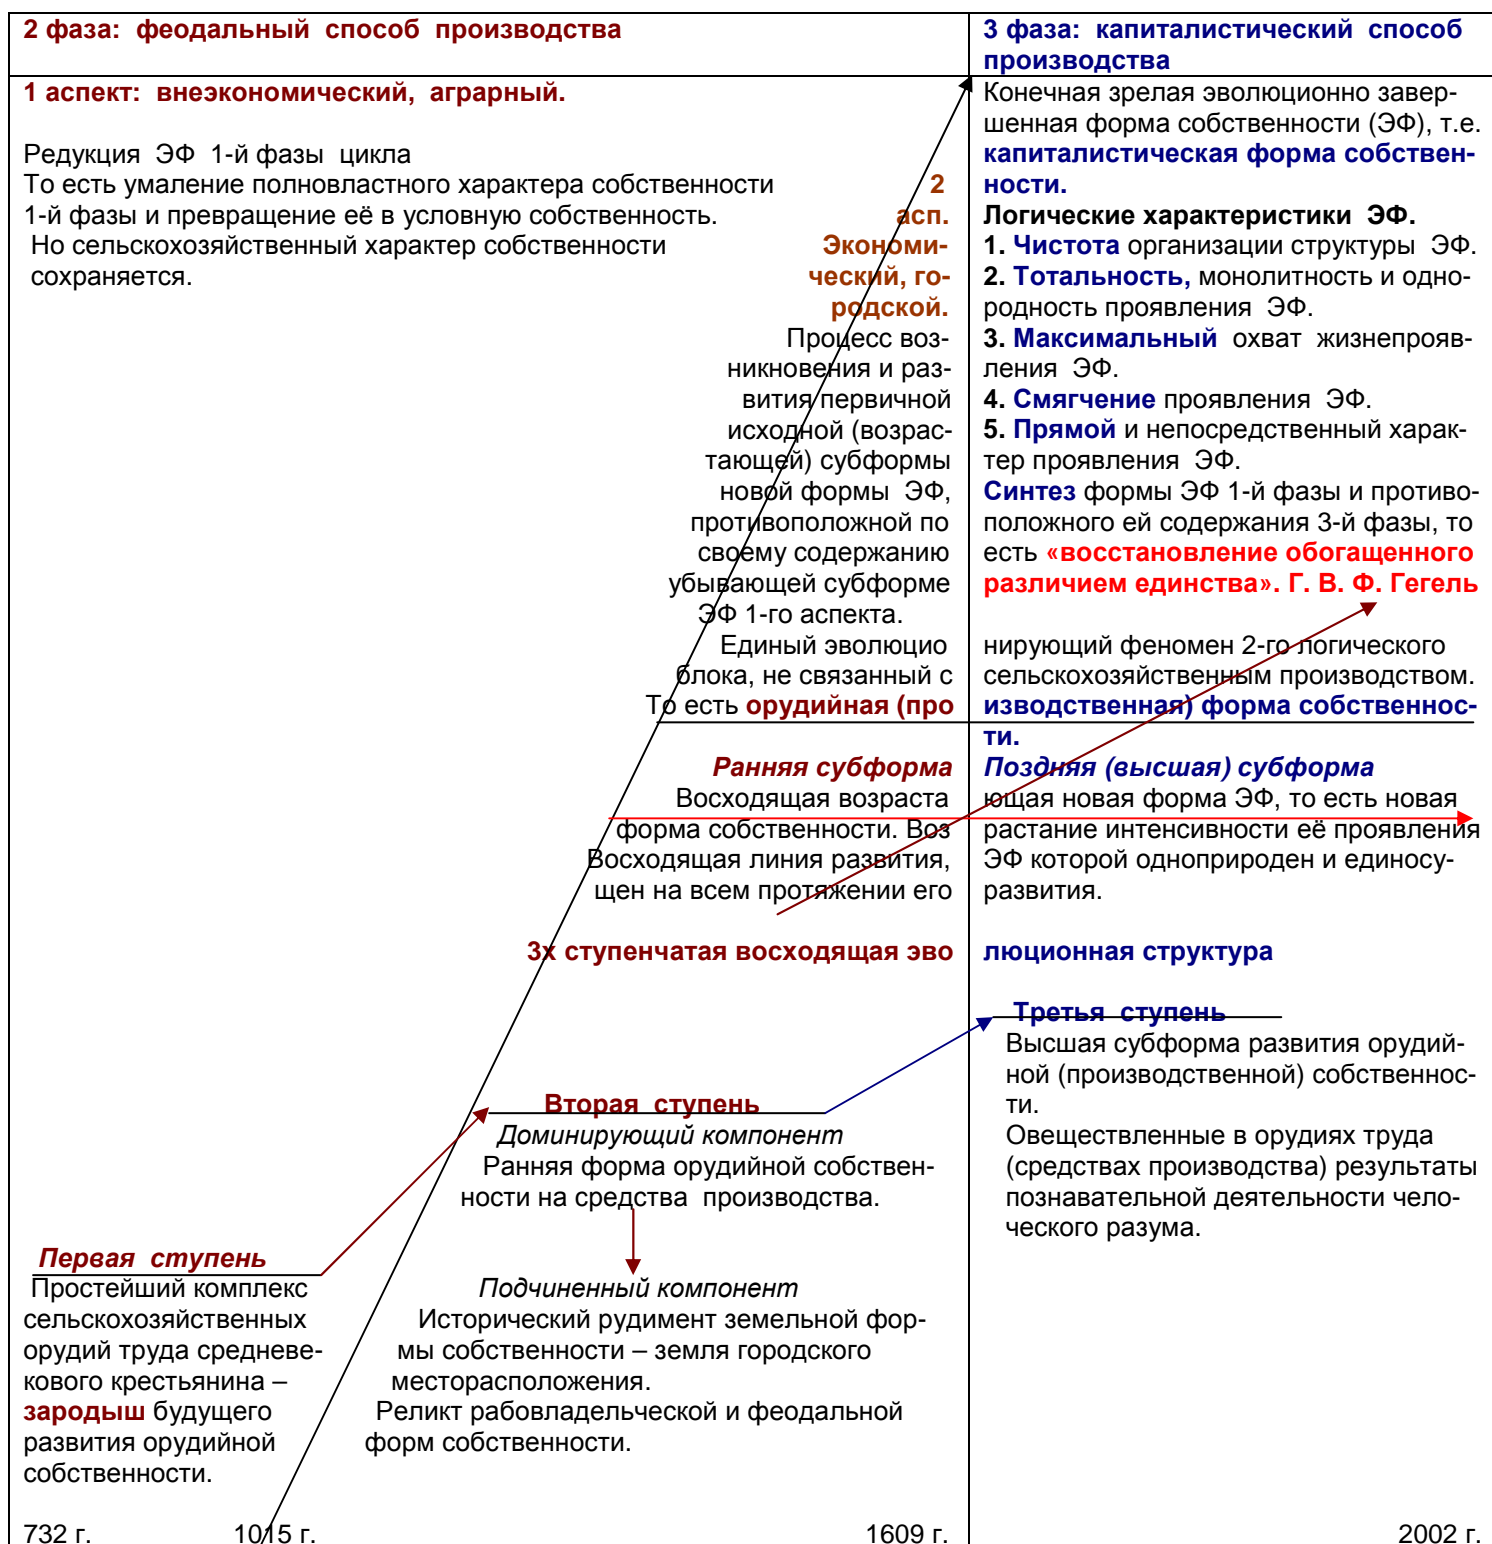 2 фаза: феодальный способ производства
3 фаза: капиталистический способ
производства
1 аспект: внеэкономический, аграрный.
Редукция ЭФ 1-й фазы цикла
То есть умаление полновластного характера собственности
1-й фазы и превращение её в условную собственность.
Но сельскохозяйственный характер собственности
сохраняется.
2
асп.
Экономи-
ческий, го-
родской.
Процесс воз-
никновения и раз-
вития первичной
исходной (возрас-
тающей) субформы
новой формы ЭФ,
противоположной по
своему содержанию
убывающей субформе
ЭФ 1-го аспекта.
Конечная зрелая эволюционно завер-
шенная форма собственности (ЭФ), т.е.
капиталистическая форма собствен-
ности.
Логические характеристики ЭФ.
1. Чистота организации структуры ЭФ.
2. Тотальность, монолитность и одно-
родность проявления ЭФ.
3. Максимальный охват жизнепрояв-
ления ЭФ.
4. Смягчение проявления ЭФ.
5. Прямой и непосредственный харак-
тер проявления ЭФ.
Синтез формы ЭФ 1-й фазы и противо-
положного ей содержания 3-й фазы, то
есть «восстановление обогащенного
различием единства». Г. В. Ф. Гегель
Единый эволюцио нирующий феномен 2-го логического
блока, не связанный с сельскохозяйственным производством.
То есть орудийная (про изводственная) форма собственнос-
ти.
Ранняя субформа Поздняя (высшая) субформа
Восходящая возраста ющая новая форма ЭФ, то есть новая
форма собственности. Воз растание интенсивности её проявления
Восходящая линия развития, ЭФ которой одноприроден и единосу-
щен на всем протяжении его развития.
3х ступенчатая восходящая эво люционная структура
Третья ступень
Высшая субформа развития орудий-
ной (производственной) собственнос-
ти.
Овеществленные в орудиях труда
(средствах производства) результаты
познавательной деятельности чело-
ческого разума.
Вторая ступень
Доминирующий компонент
Ранняя форма орудийной собствен-
ности на средства производства.
Подчиненный компонент
Исторический рудимент земельной фор-
мы собственности – земля городского
месторасположения.
Реликт рабовладельческой и феодальной
форм собственности.
Первая ступень
Простейший комплекс
сельскохозяйственных
орудий труда средневе-
кового крестьянина –
зародыш будущего
развития орудийной
собственности.
732 г. 1015 г. 1609 г. 2002 г.